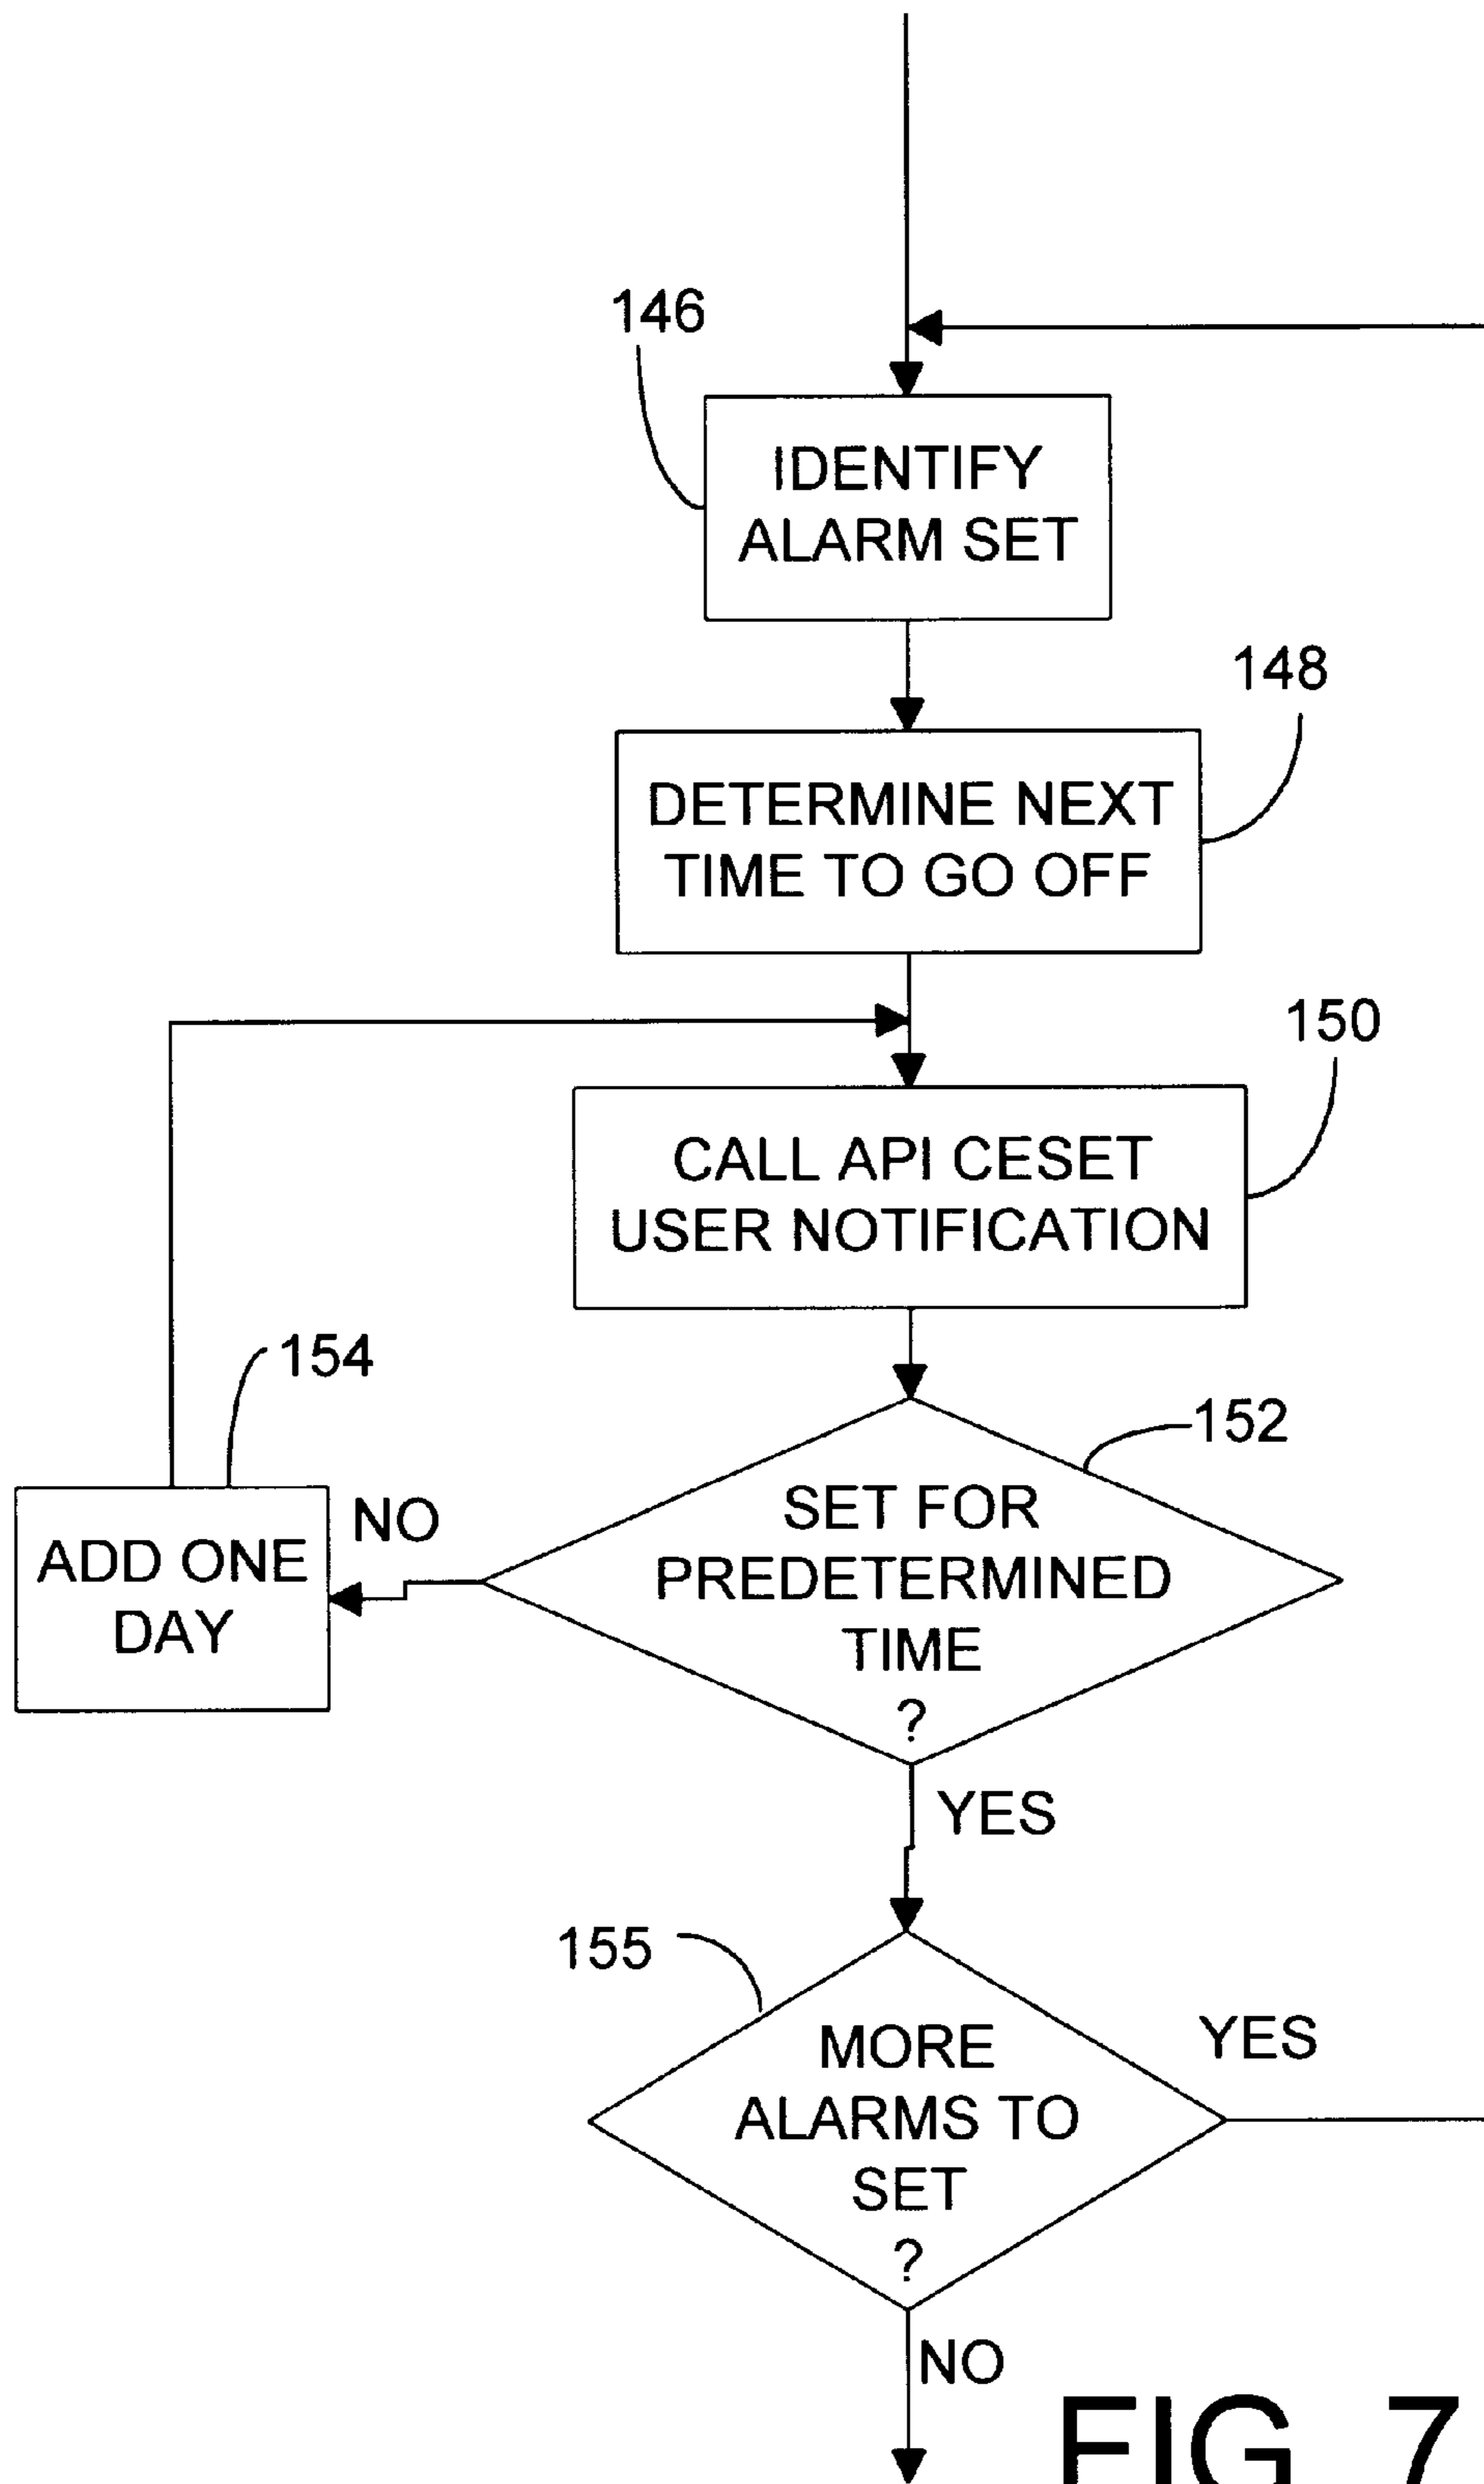 146
IDENTIFY
ALARM SET
148
DETERMINE NEXT
TIME TO GO OFF
150
CALL API CESET
USER NOTIFICATION
154
152
ADD ONE
DAY
NO
SET FOR
PREDETERMINED
TIME
?
YES
155
MORE
ALARMS TO
SET
?
YES
NO
FIG. 7